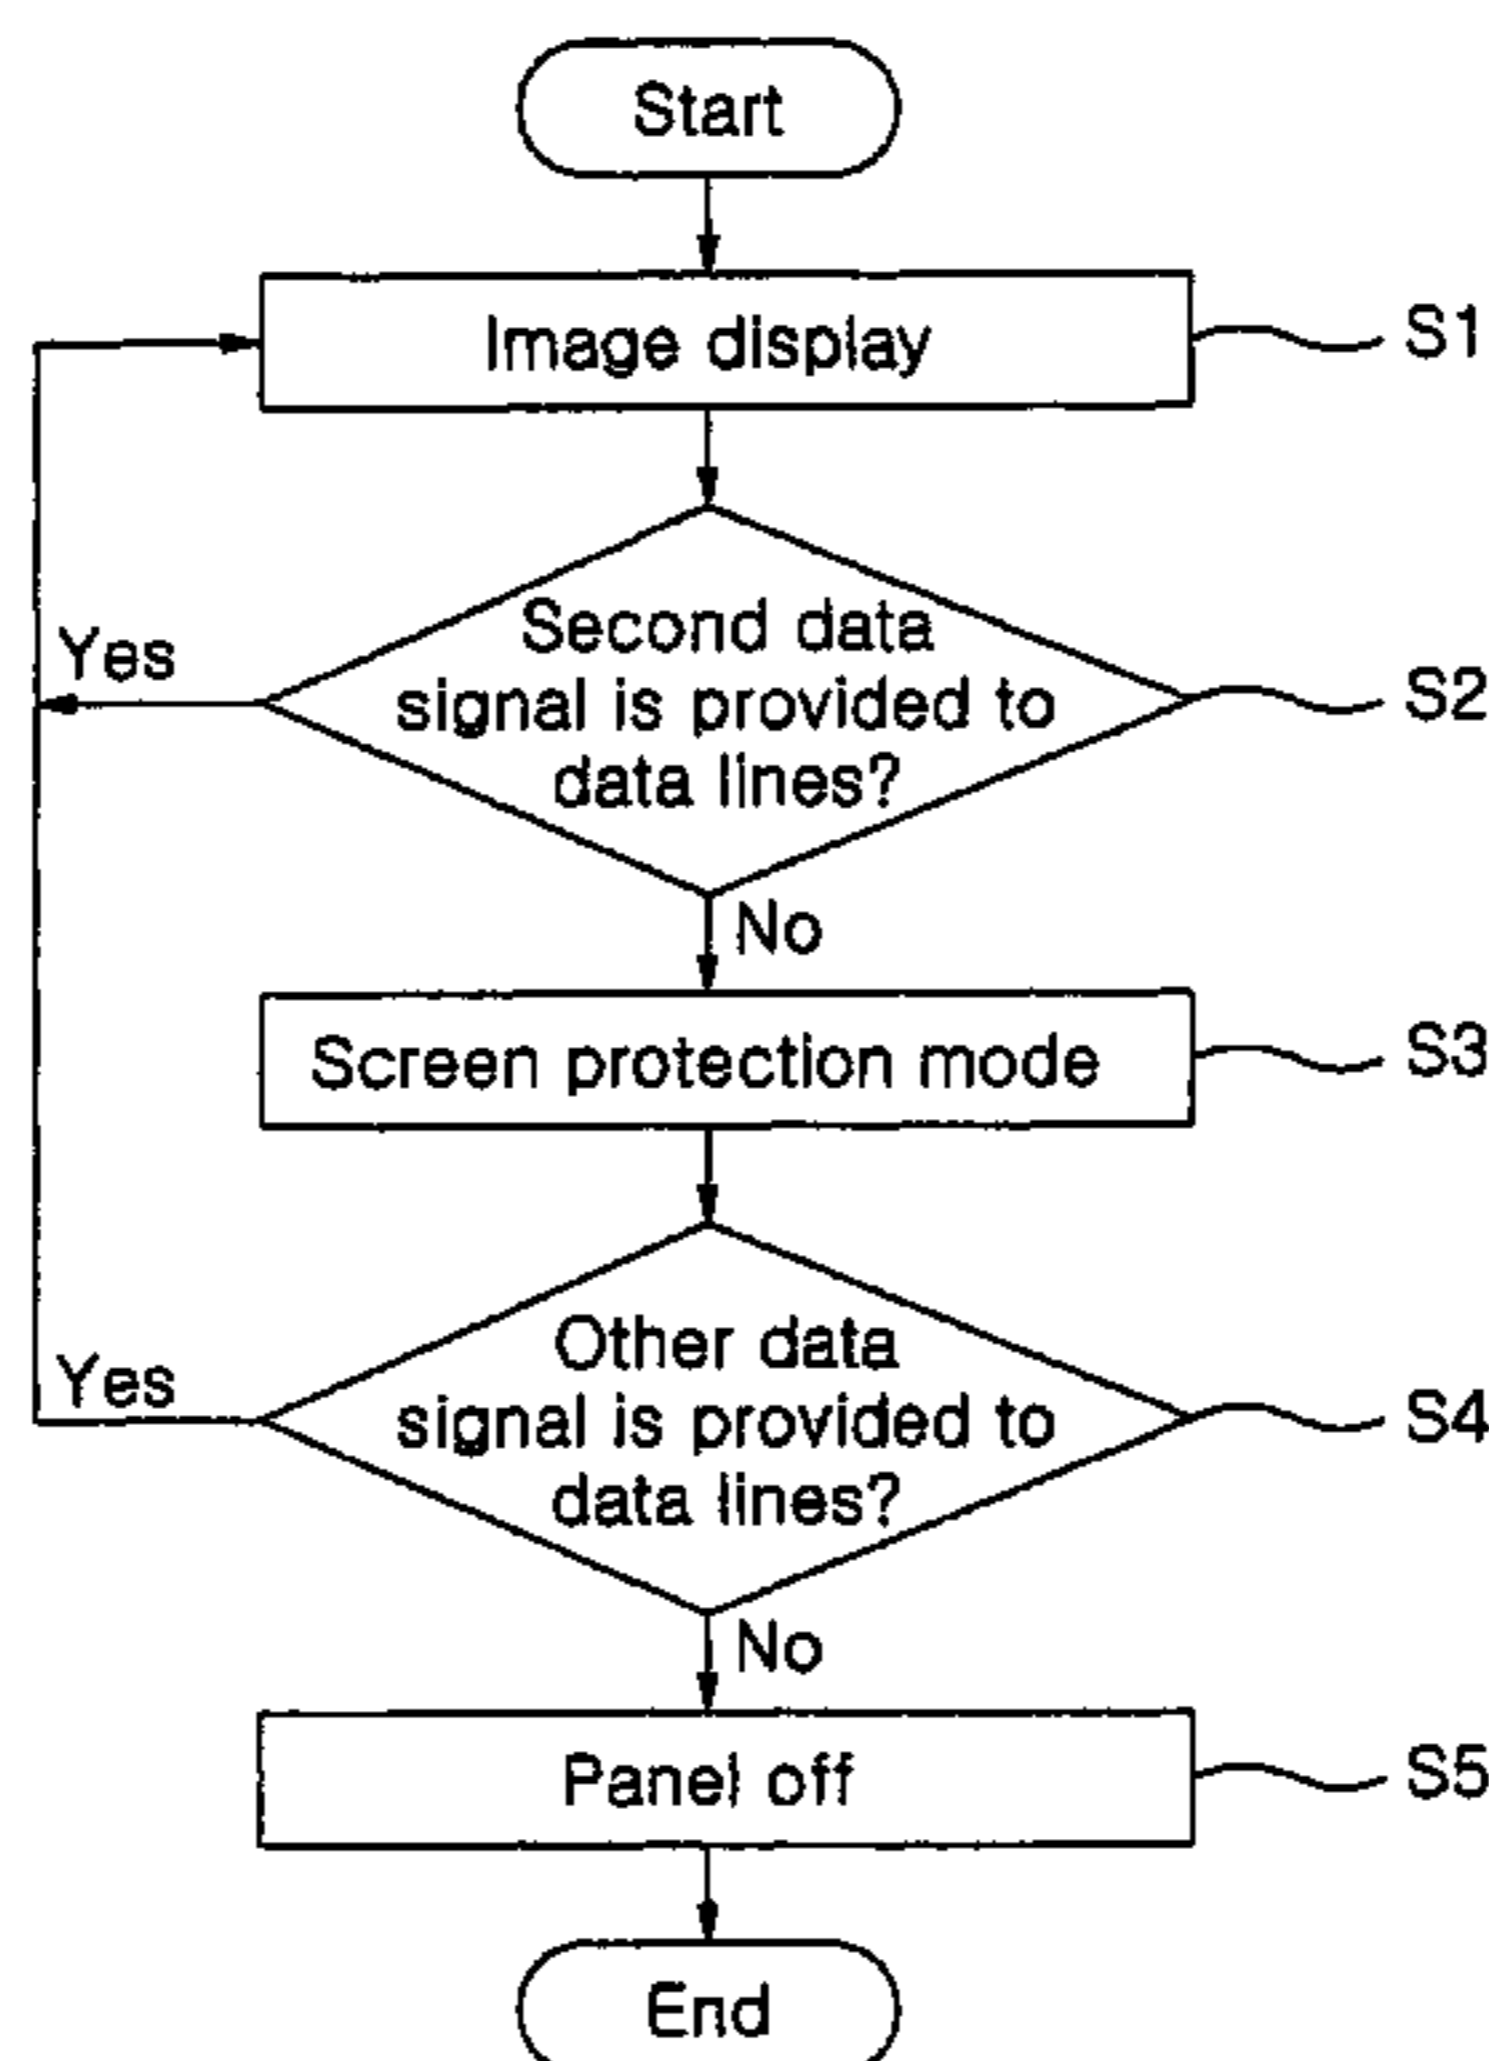 Start
Image display
S1
Second data
signal is provided to
data lines?
S2
Yes
No
Screen protection mode
S3
Other data
signal is provided to
data lines?
S4
Yes
No
Panel off
S5
End